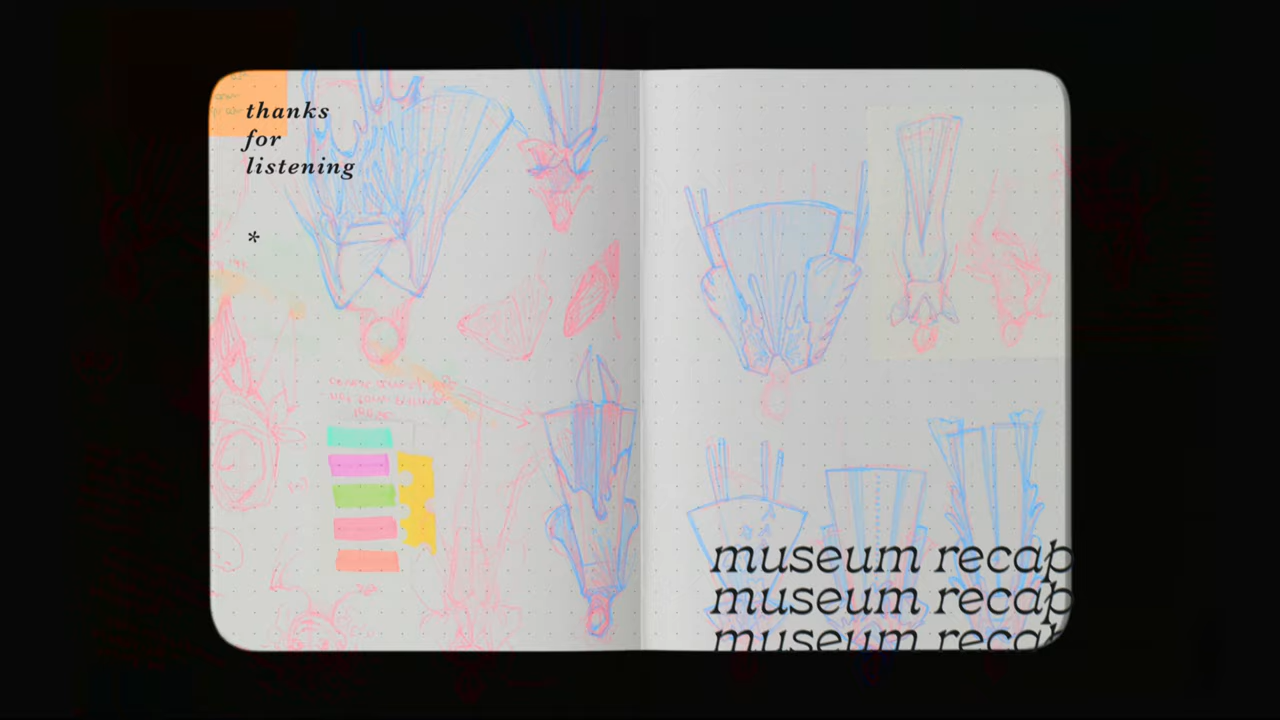 thanks
for
listening
*
museum recap
museum recap
museum recap